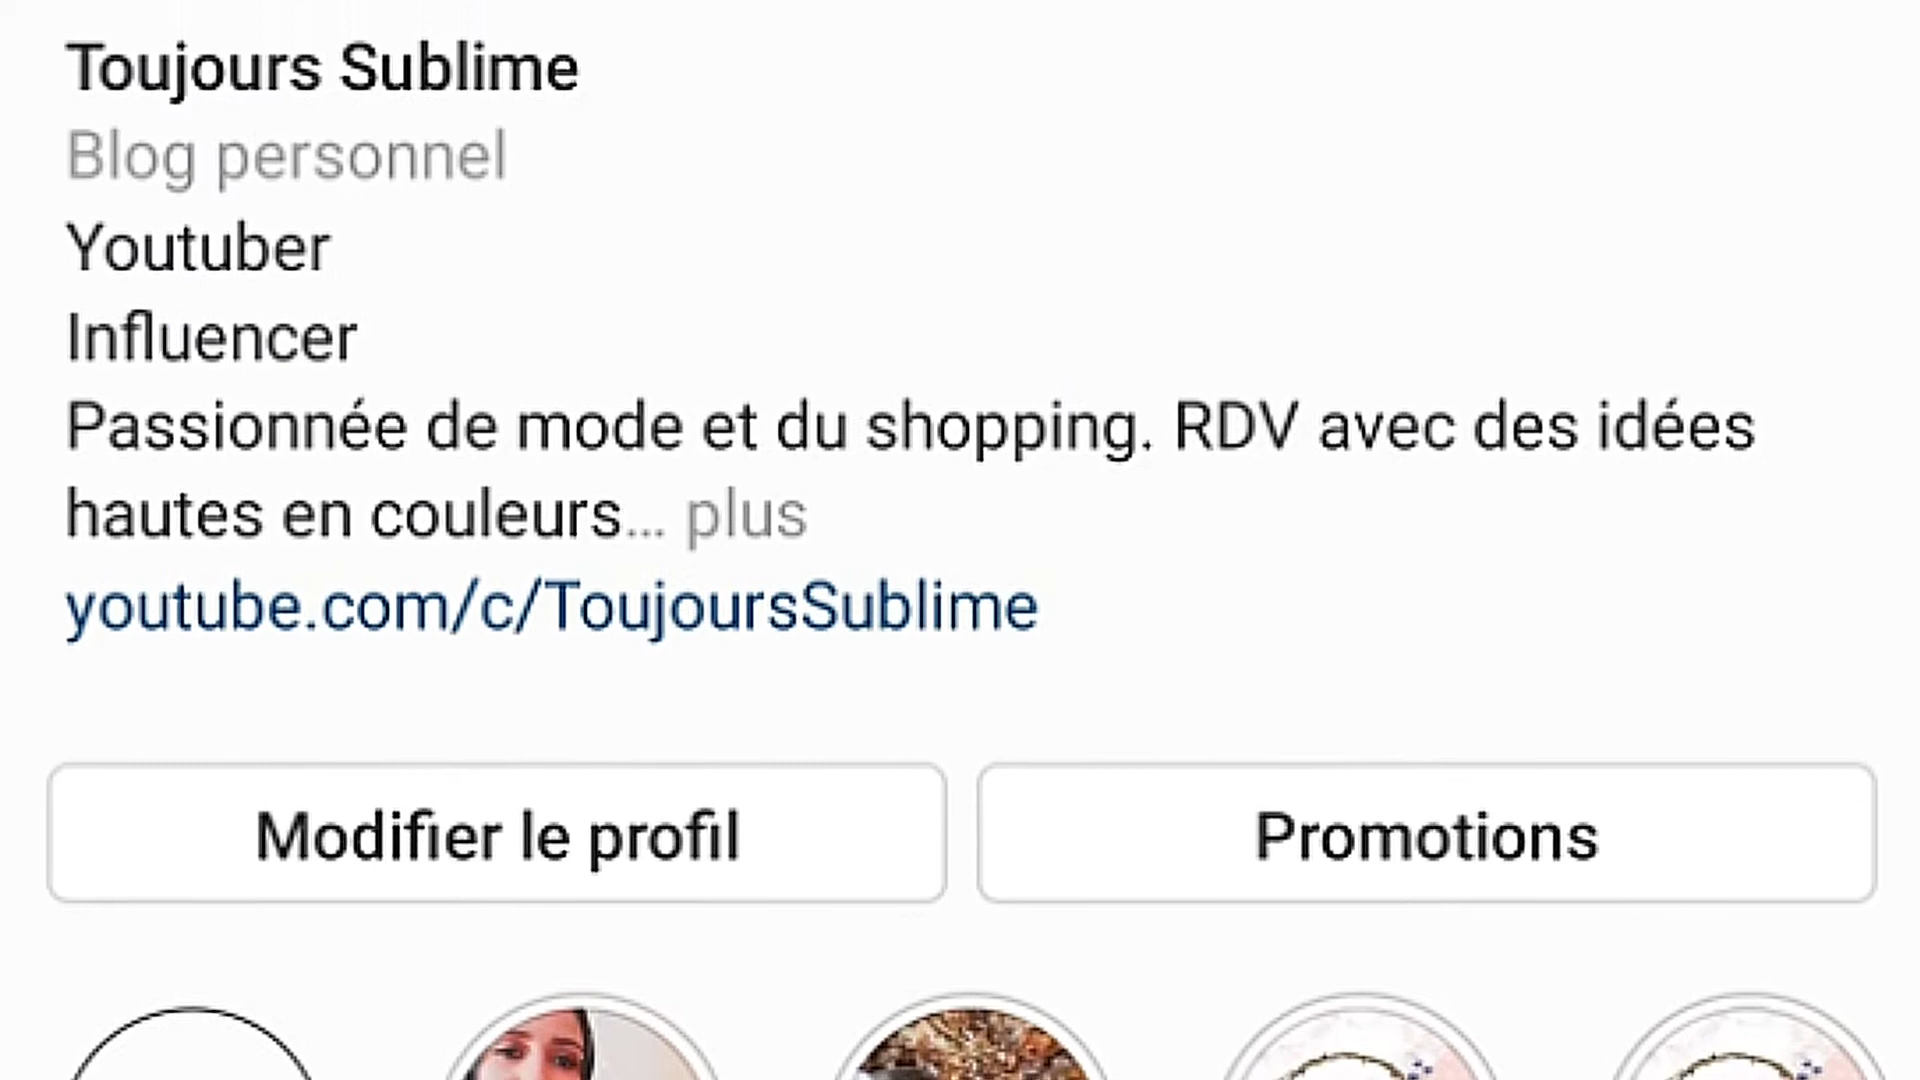 Toujours Sublime
Blog personnel
Youtuber
Influencer
Passionnée de mode et du shopping. RDV avec des idées
hautes en couleurs... plus
youtube.com/c/ToujoursSublime
Modifier le profil
Promotions